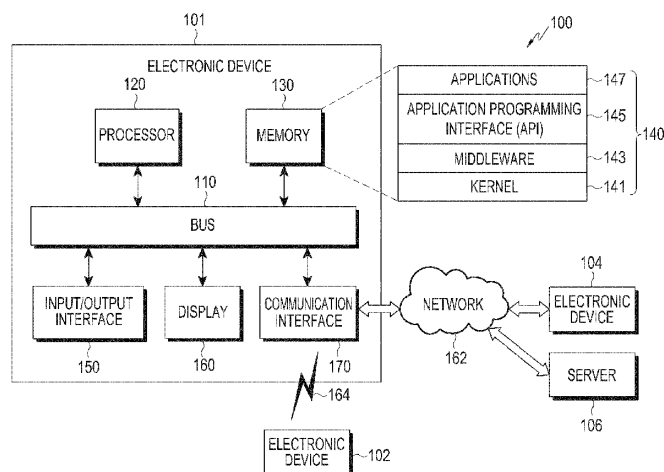 101
100
ELECTRONIC DEVICE
120
130
PROCESSOR
MEMORY
APPLICATIONS
147
APPLICATION PROGRAMMING
INTERFACE (API)
145
140
MIDDLEWARE
143
KERNEL
141
110
BUS
INPUT/OUTPUT
INTERFACE
DISPLAY
COMMUNICATION
INTERFACE
150
160
170
NETWORK
162
104
ELECTRONIC
DEVICE
SERVER
106
164
ELECTRONIC
DEVICE
102